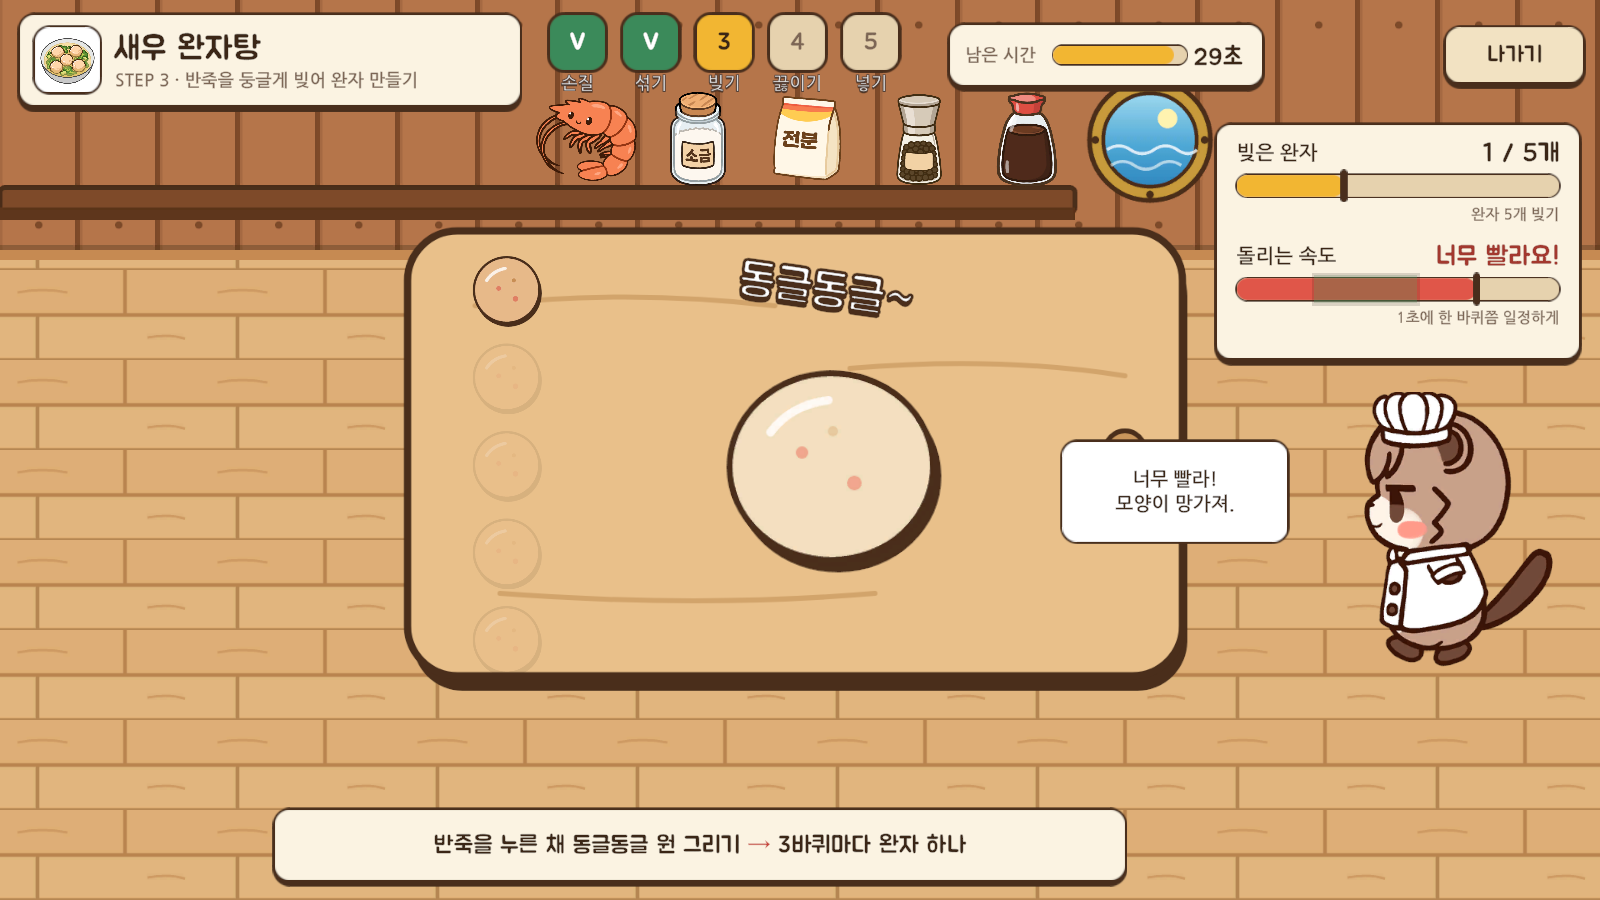 새우 완자탕
STEP 3 · 반죽을 둥글게 빚어 완자 만들기
V V 3 4 5
손질 섞기 빚기 끓이기 넣기
남은 시간 29초
나가기
소금
전분
빚은 완자 1 / 5개
완자 5개 빚기
돌리는 속도 너무 빨라요!
1초에 한 바퀴쯤 일정하게
동글동글~
너무 빨라!
모양이 망가져.
반죽을 누른 채 동글동글 원 그리기 → 3바퀴마다 완자 하나